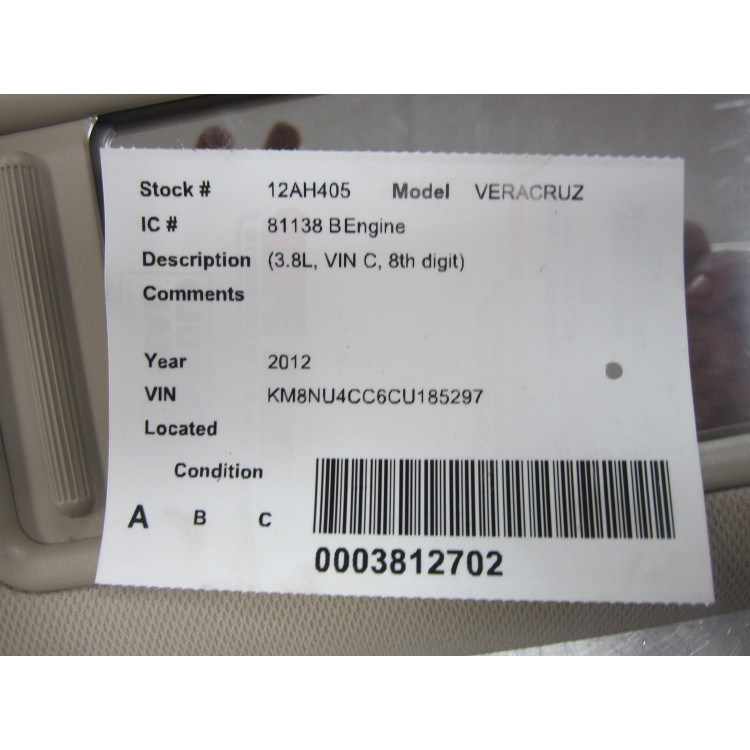 Stock # 12AH405 Model VERACRUZ
IC # 81138 BEngine
Description (3.8L, VIN C, 8th digit)
Comments
Year 2012
VIN KM8NU4CC6CU185297
Located
Condition
A B C
0003812702